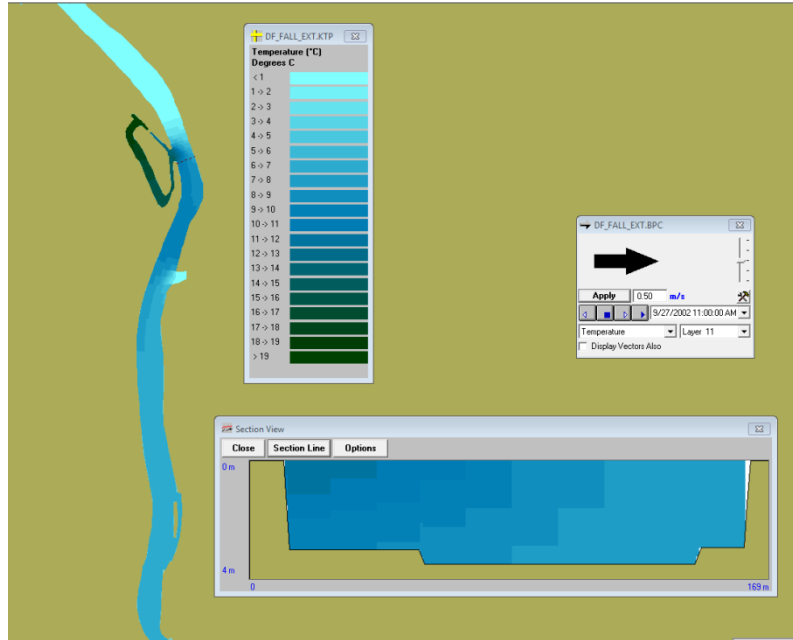 DF_FALL_EXT.KTP
Temperature (°C)
Degrees C
< 1
1 -> 2
2 -> 3
3 -> 4
4 -> 5
5 -> 6
6 -> 7
7 -> 8
8 -> 9
9 -> 10
10 -> 11
11 -> 12
12 -> 13
13 -> 14
14 -> 15
15 -> 16
16 -> 17
17 -> 18
18 -> 19
> 19
DF_FALL_EXT.BPC
Apply 0.50 m/s
9/27/2002 11:00:00 AM
Temperature Layer 11
Display Vectors Also
Section View
Close Section Line Options
0 m
4 m
0 169 m